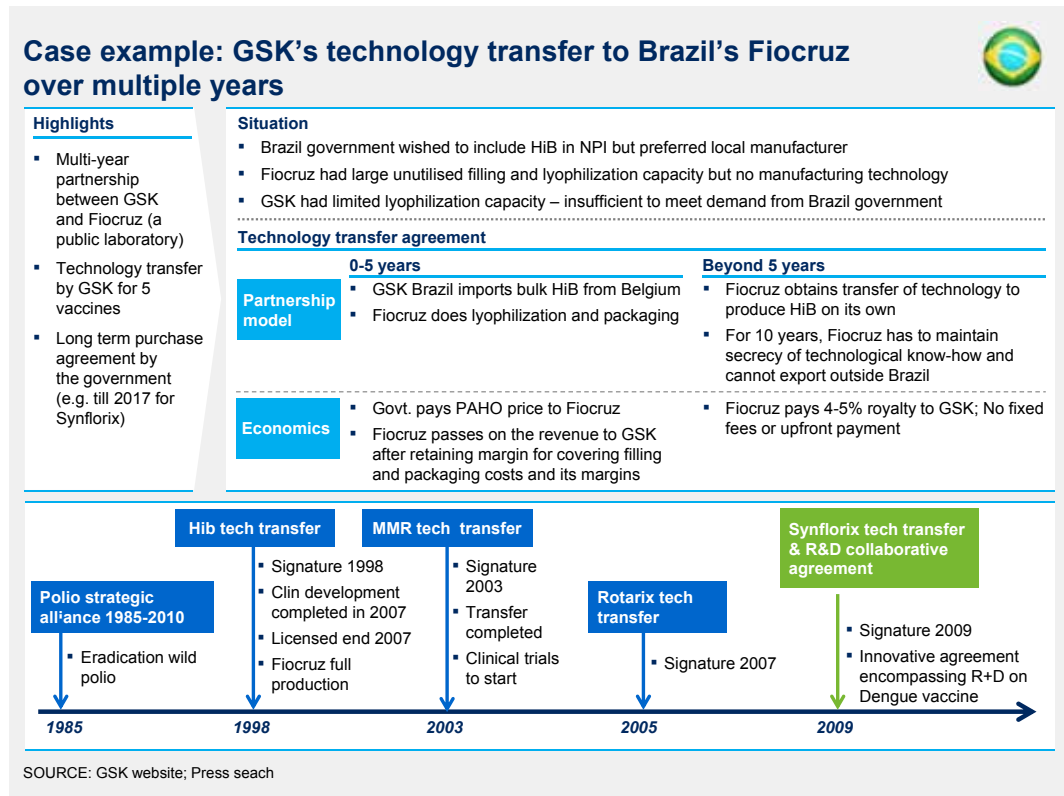 Case example: GSK's technology transfer to Brazil's Fiocruz
over multiple years
Highlights
▪ Multi-year
partnership
between GSK
and Fiocruz (a
public laboratory)
▪ Technology transfer
by GSK for 5
vaccines
▪ Long term purchase
agreement by
the government
(e.g. till 2017 for
Synflorix)
Situation
▪ Brazil government wished to include HiB in NPI but preferred local manufacturer
▪ Fiocruz had large unutilised filling and lyophilization capacity but no manufacturing technology
▪ GSK had limited lyophilization capacity – insufficient to meet demand from Brazil government
Technology transfer agreement
0-5 years
Beyond 5 years
Partnership
model
▪ GSK Brazil imports bulk HiB from Belgium
▪ Fiocruz does lyophilization and packaging
▪ Fiocruz obtains transfer of technology to
produce HiB on its own
▪ For 10 years, Fiocruz has to maintain
secrecy of technological know-how and
cannot export outside Brazil
Economics
▪ Govt. pays PAHO price to Fiocruz
▪ Fiocruz passes on the revenue to GSK
after retaining margin for covering filling
and packaging costs and its margins
▪ Fiocruz pays 4-5% royalty to GSK; No fixed
fees or upfront payment
Polio strategic
alliance 1985-2010
▪ Eradication wild
polio
Hib tech transfer
▪ Signature 1998
▪ Clin development
completed in 2007
▪ Licensed end 2007
▪ Fiocruz full
production
MMR tech transfer
▪ Signature
2003
▪ Transfer
completed
▪ Clinical trials
to start
Rotarix tech
transfer
▪ Signature 2007
Synflorix tech transfer
& R&D collaborative
agreement
▪ Signature 2009
▪ Innovative agreement
encompassing R+D on
Dengue vaccine
1985
1998
2003
2005
2009
SOURCE: GSK website; Press seach